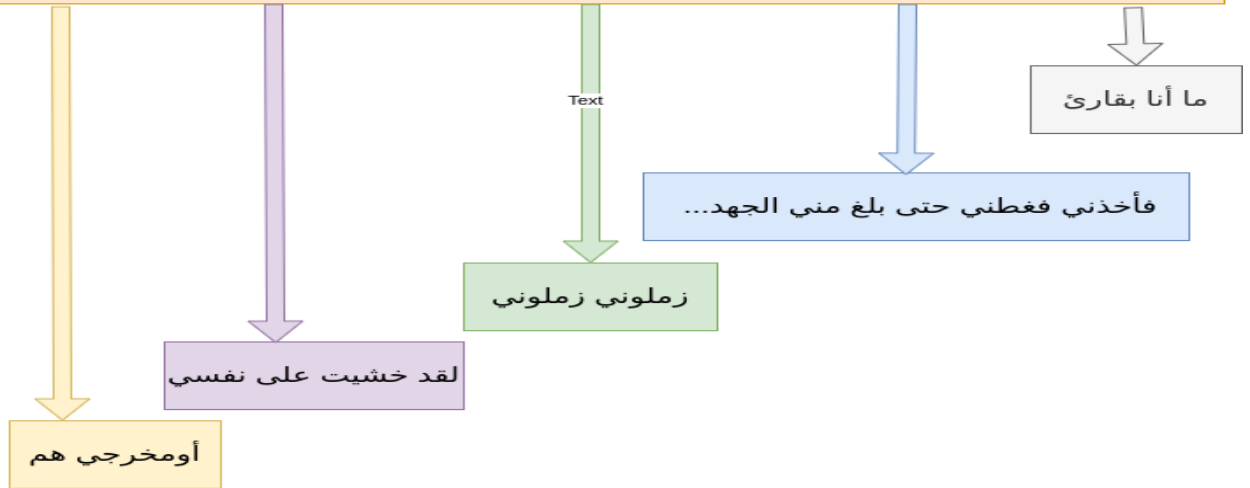 ما أنا بقارئ
Text
فأخذني فغطني حتى بلغ مني الجهد...
زملوني زملوني
لقد خشيت على نفسي
أومخرجي هم